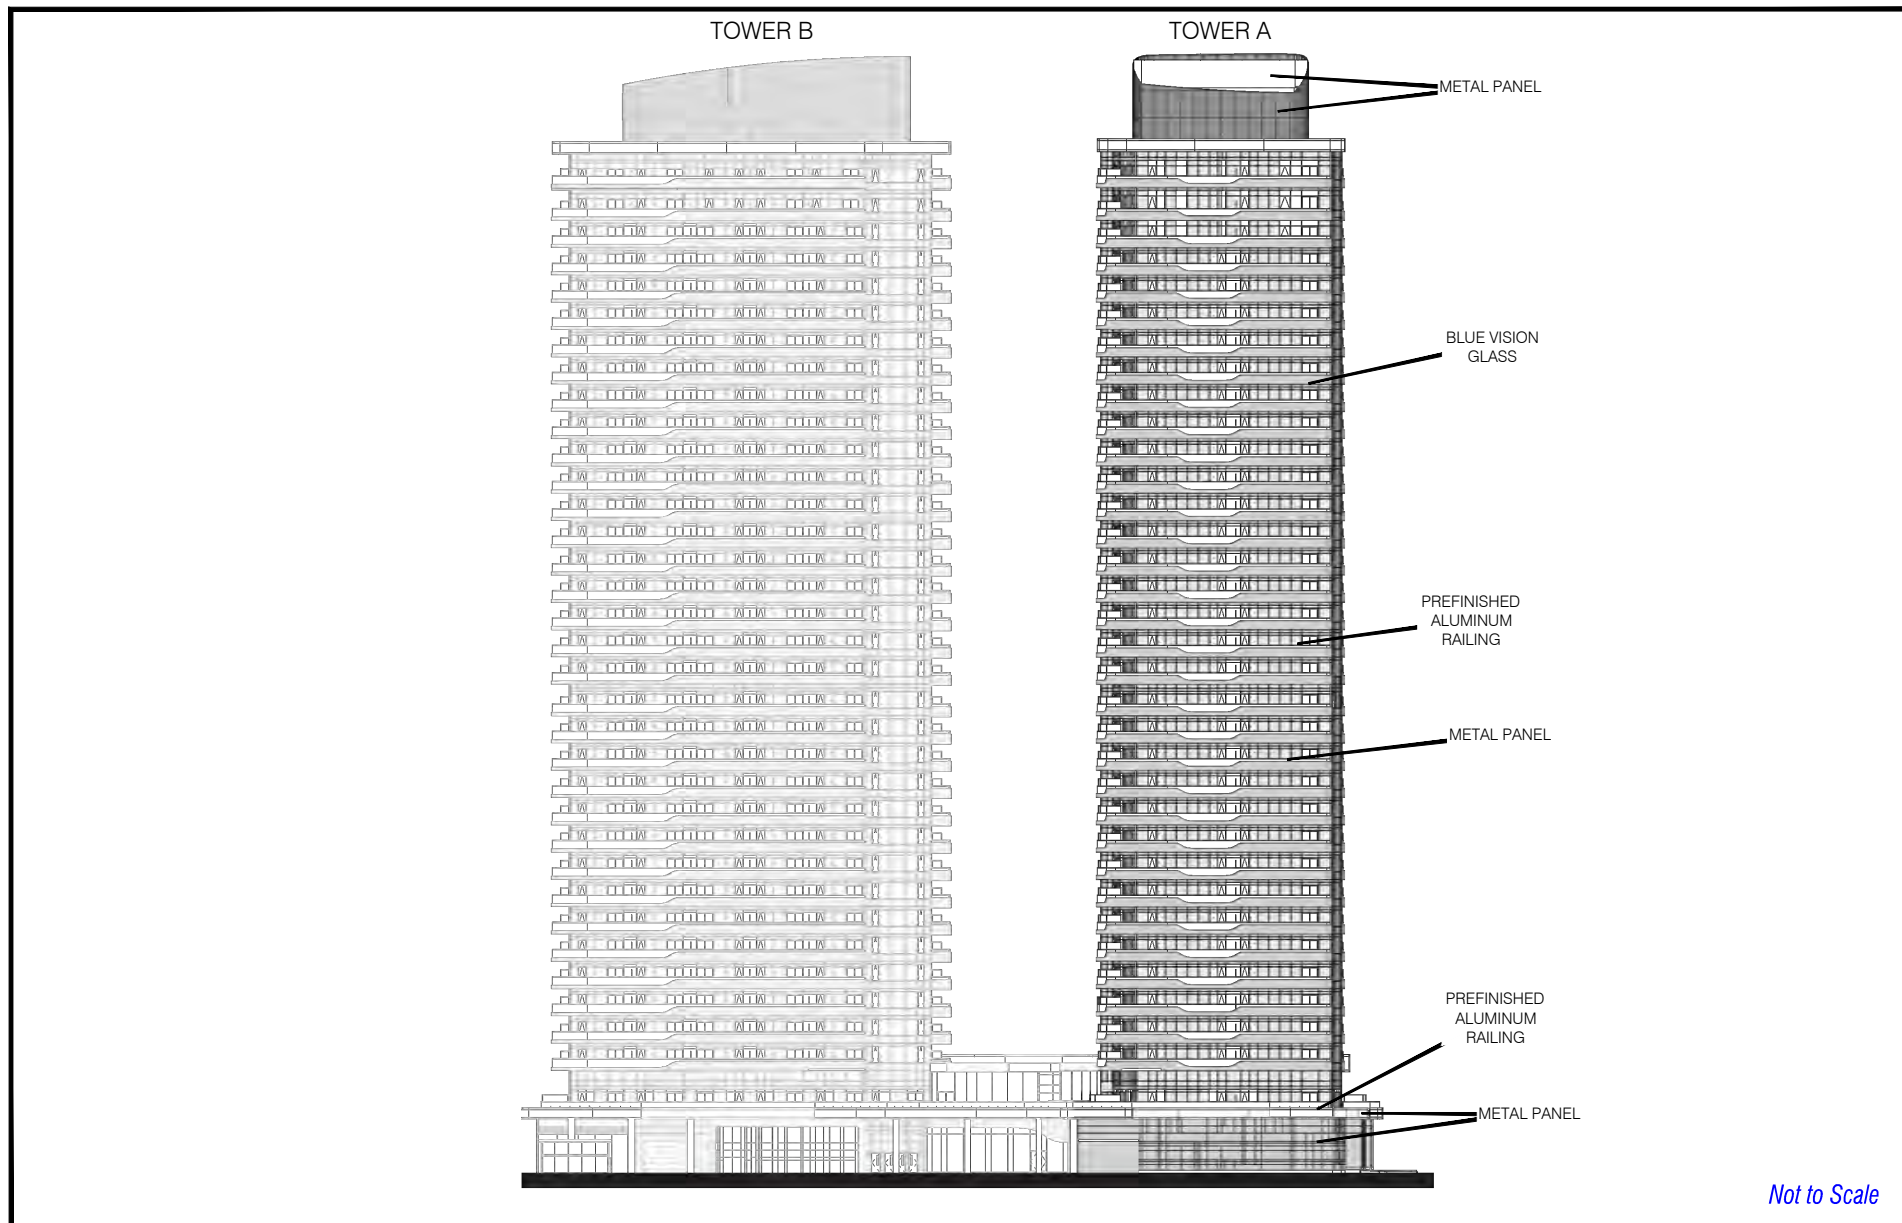 TOWER B
TOWER A
METAL PANEL
BLUE VISION
GLASS
PREFINISHED
ALUMINUM
RAILING
METAL PANEL
PREFINISHED
ALUMINUM
RAILING
METAL PANEL
Not to Scale